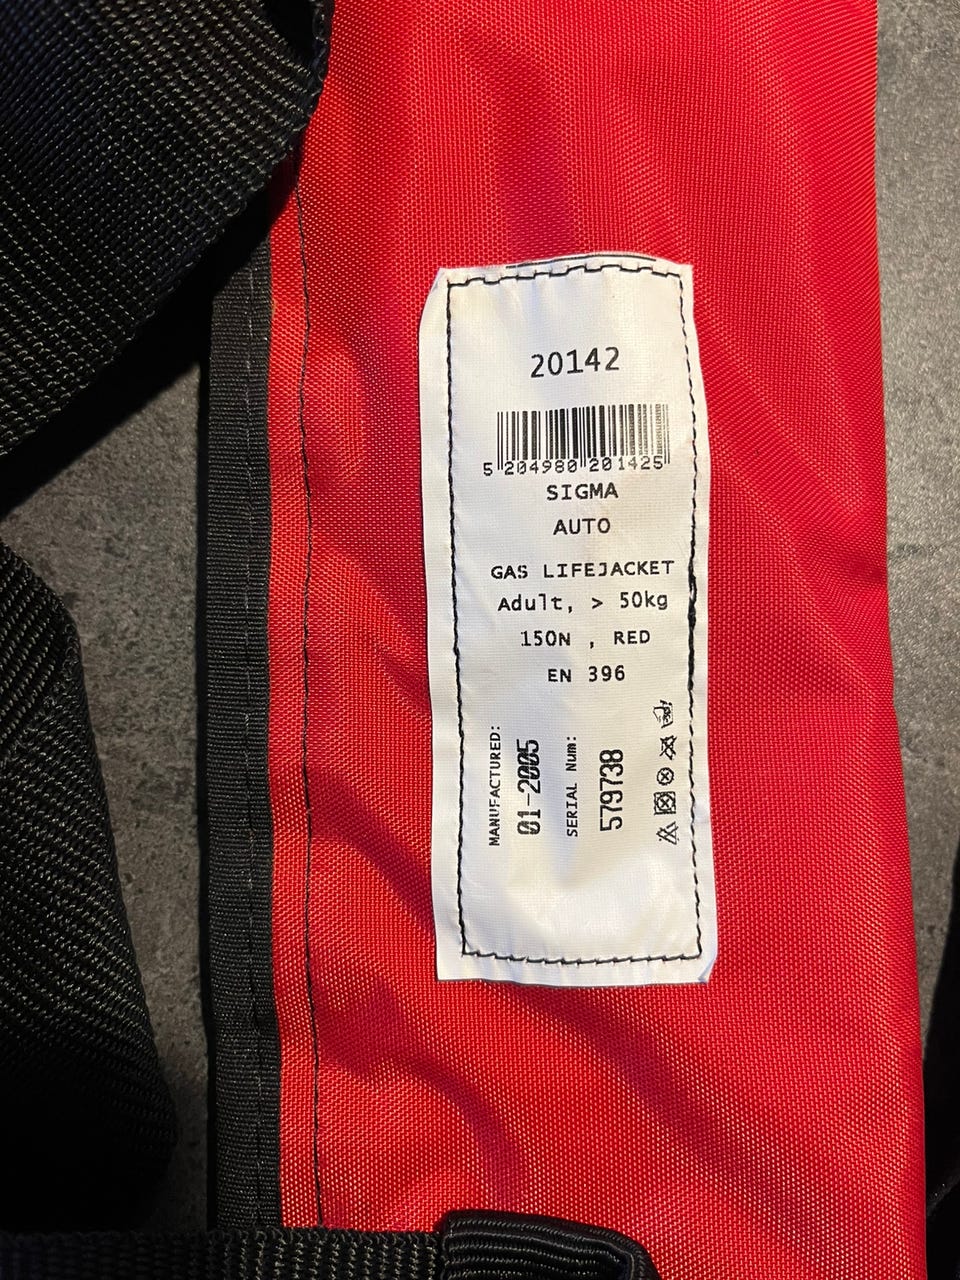 20142
5 204980 201425
SIGMA
AUTO
GAS LIFEJACKET
Adult, > 50kg
150N , RED
EN 396
MANUFACTURED:
01-2005
SERIAL Num:
579738